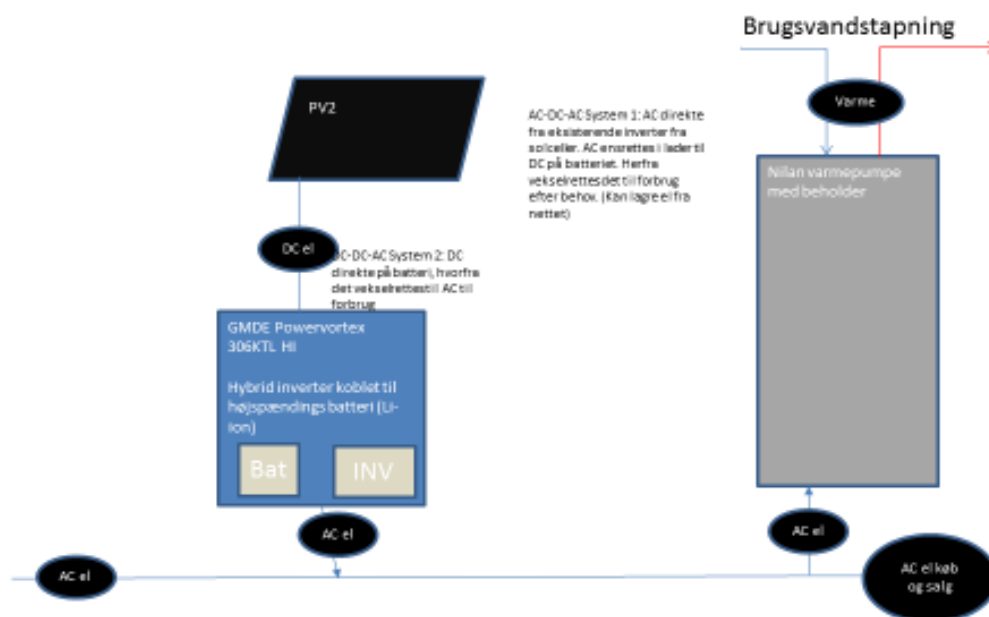 Brugsvandstapning
Varme
PV2
AC-DC-AC System 1: AC direkte
fra eksisterende inverter fra
solceller. AC ensrettes i lader til
DC på batteriet. Herfra
vekselrettes det til forbrug
efter behov. (Kan lagre el fra
nettet)
Nilan varmepumpe
med beholder
DC el
DC-DC-AC System 2: DC
direkte på batteri, hvorfra
det vekselrettes til AC til
forbrug
GMDE Powervortex
306KTL HI
Hybrid inverter koblet til
højspændings batteri (Li-
ion)
Bat
INV
AC el
AC el
AC el
AC el køb
og salg